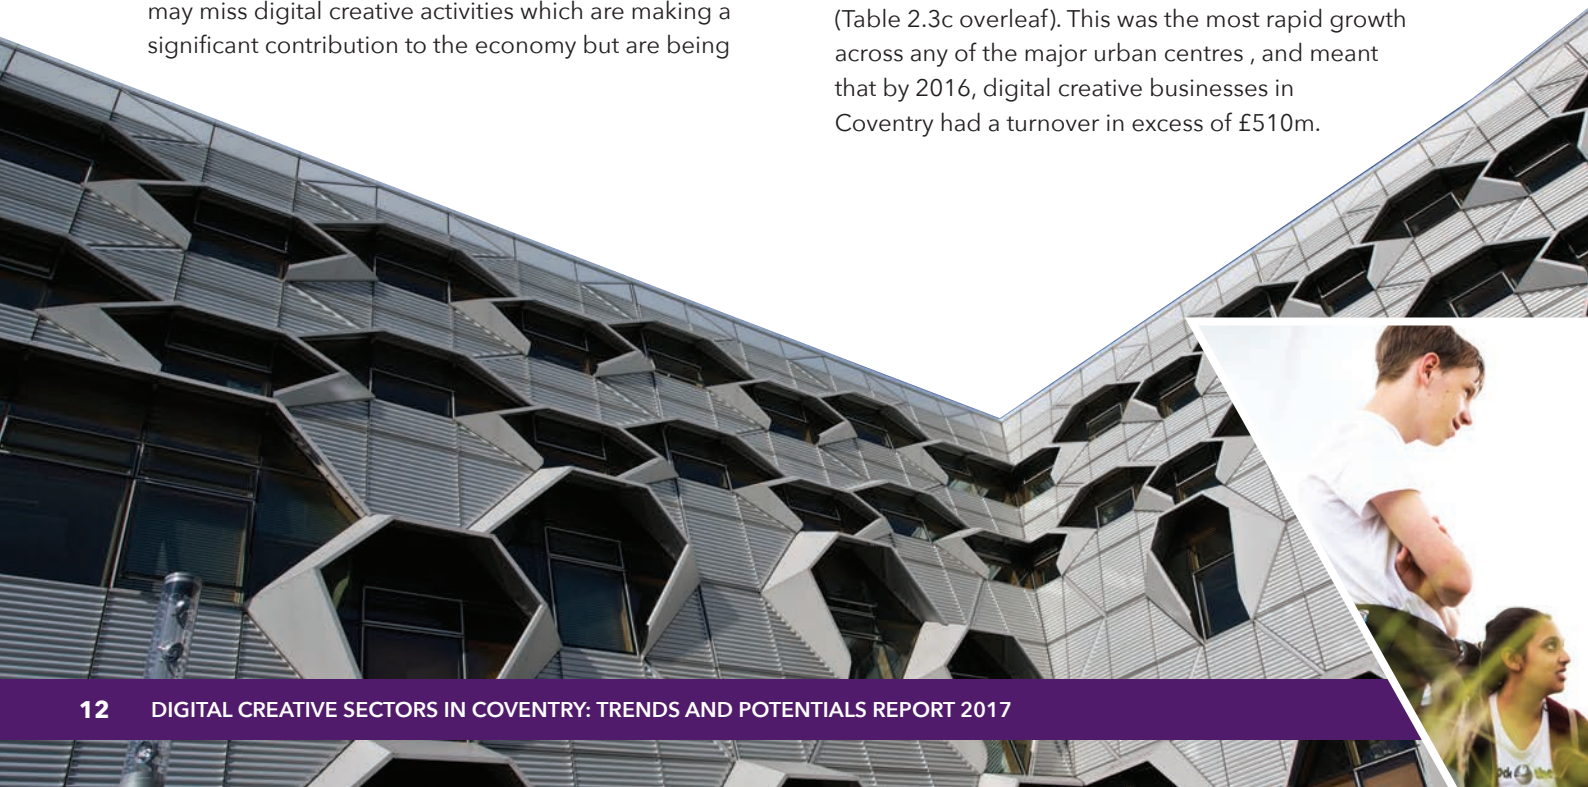 may miss digital creative activities which are making a
significant contribution to the economy but are being
(Table 2.3c overleaf). This was the most rapid growth
across any of the major urban centres , and meant
that by 2016, digital creative businesses in
Coventry had a turnover in excess of £510m.
12 DIGITAL CREATIVE SECTORS IN COVENTRY: TRENDS AND POTENTIALS REPORT 2017